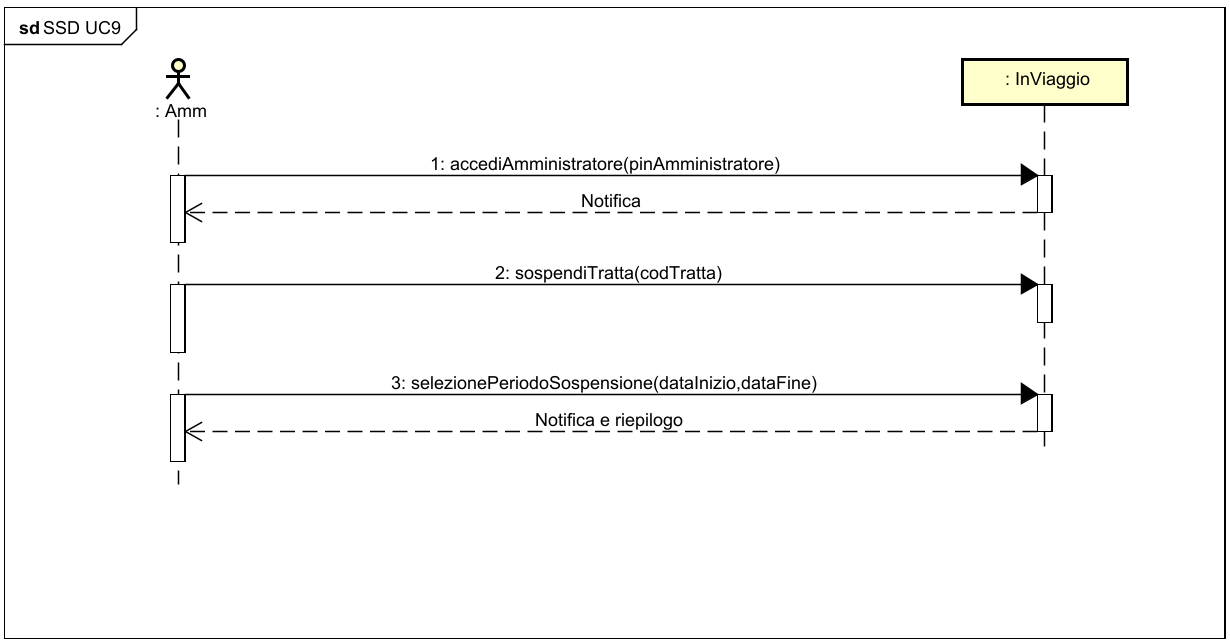 sd SSD UC9
: Amm
: InViaggio
1: accediAmministratore(pinAmministratore)
Notifica
2: sospendiTratta(codTratta)
3: selezionePeriodoSospensione(dataInizio,dataFine)
Notifica e riepilogo